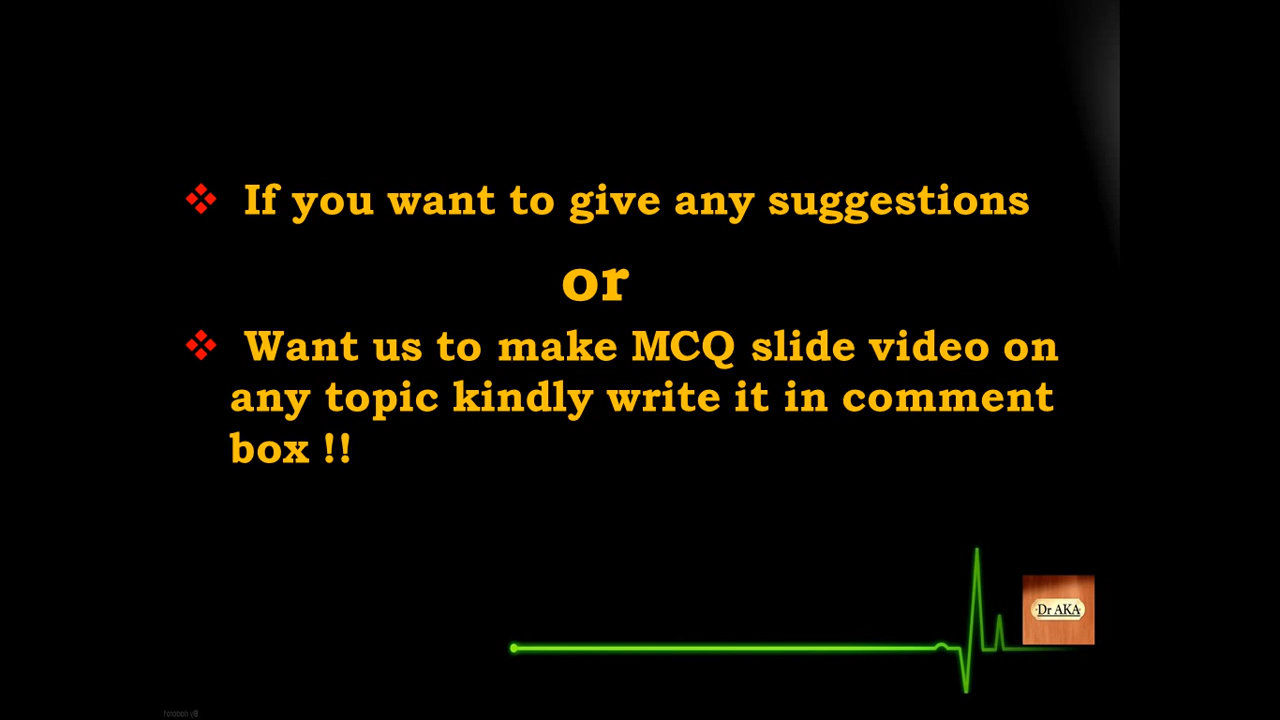 ❖ If you want to give any suggestions
or
❖ Want us to make MCQ slide video on
any topic kindly write it in comment
box !!
Dr AKA